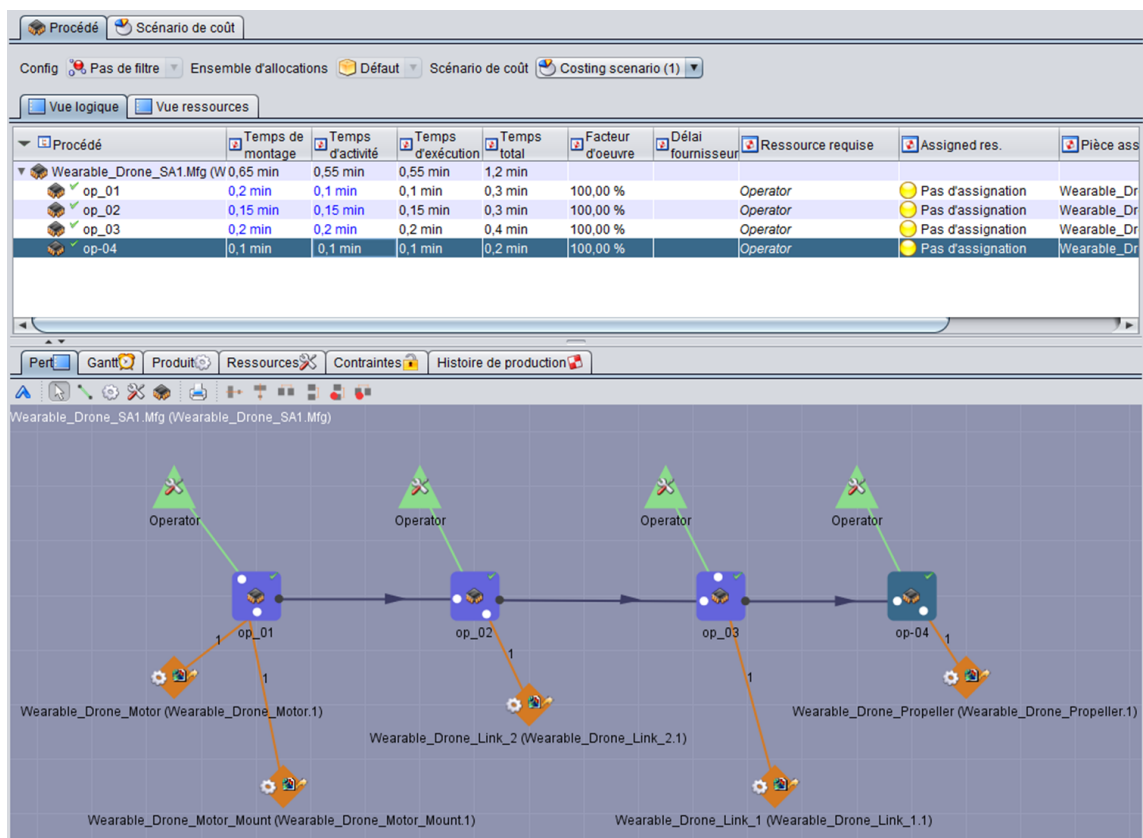 Procédé Scénario de coût
Config Pas de filtre Ensemble d'allocations Défaut Scénario de coût Costing scenario (1)
Vue logique Vue ressources
Procédé Temps de montage Temps d'activité Temps d'exécution Temps total Facteur d'oeuvre Délai fournisseur Ressource requise Assigned res. Pièce ass
Wearable_Drone_SA1.Mfg (W 0,65 min 0,55 min 0,55 min 1,2 min
op_01 0,2 min 0,1 min 0,1 min 0,3 min 100,00 % Operator Pas d'assignation Wearable_Dr
op_02 0,15 min 0,15 min 0,15 min 0,3 min 100,00 % Operator Pas d'assignation Wearable_Dr
op_03 0,2 min 0,2 min 0,2 min 0,4 min 100,00 % Operator Pas d'assignation Wearable_Dr
op-04 0,1 min 0,1 min 0,1 min 0,2 min 100,00 % Operator Pas d'assignation Wearable_Dr
Pert Gantt Produit Ressources Contraintes Histoire de production
Wearable_Drone_SA1.Mfg (Wearable_Drone_SA1.Mfg)
Operator Operator Operator Operator
op_01 op_02 op_03 op-04
1 1 1 1 1
Wearable_Drone_Motor (Wearable_Drone_Motor.1) Wearable_Drone_Propeller (Wearable_Drone_Propeller.1)
Wearable_Drone_Link_2 (Wearable_Drone_Link_2.1)
Wearable_Drone_Motor_Mount (Wearable_Drone_Motor_Mount.1) Wearable_Drone_Link_1 (Wearable_Drone_Link_1.1)